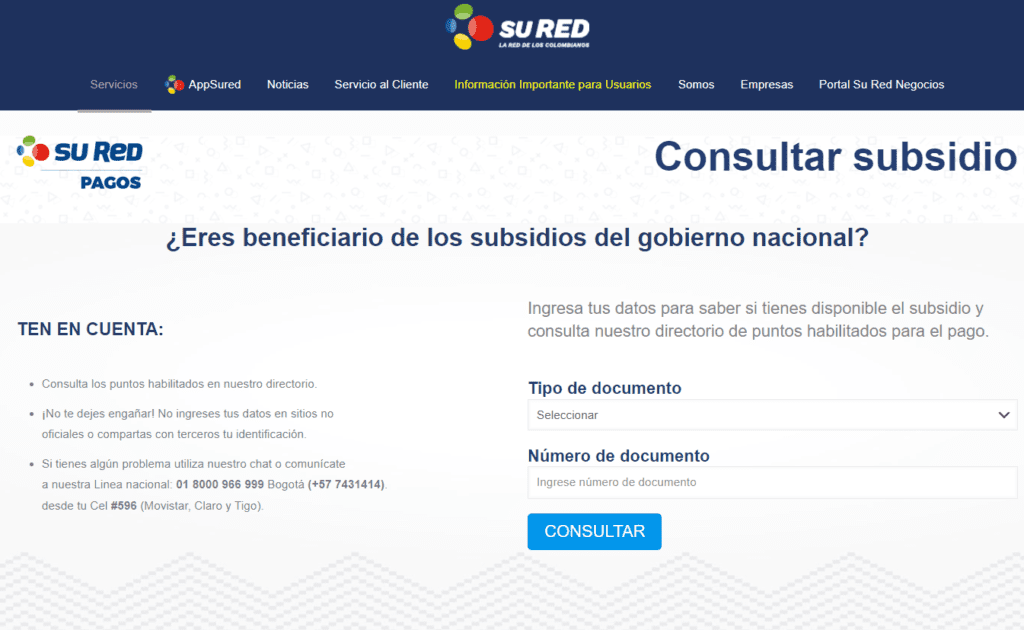 SU RED
LA RED DE LOS COLOMBIANOS
Servicios AppSured Noticias Servicio al Cliente Información Importante para Usuarios Somos Empresas Portal Su Red Negocios
SU ReD
PAGOS
Consultar subsidio
¿Eres beneficiario de los subsidios del gobierno nacional?
TEN EN CUENTA:
• Consulta los puntos habilitados en nuestro directorio.
• ¡No te dejes engañar! No ingreses tus datos en sitios no
oficiales o compartas con terceros tu identificación.
• Si tienes algún problema utiliza nuestro chat o comunícate
a nuestra Linea nacional: 01 8000 966 999 Bogotá (+57 7431414).
desde tu Cel #596 (Movistar, Claro y Tigo).
Ingresa tus datos para saber si tienes disponible el subsidio y
consulta nuestro directorio de puntos habilitados para el pago.
Tipo de documento
Seleccionar
Número de documento
Ingrese número de documento
CONSULTAR